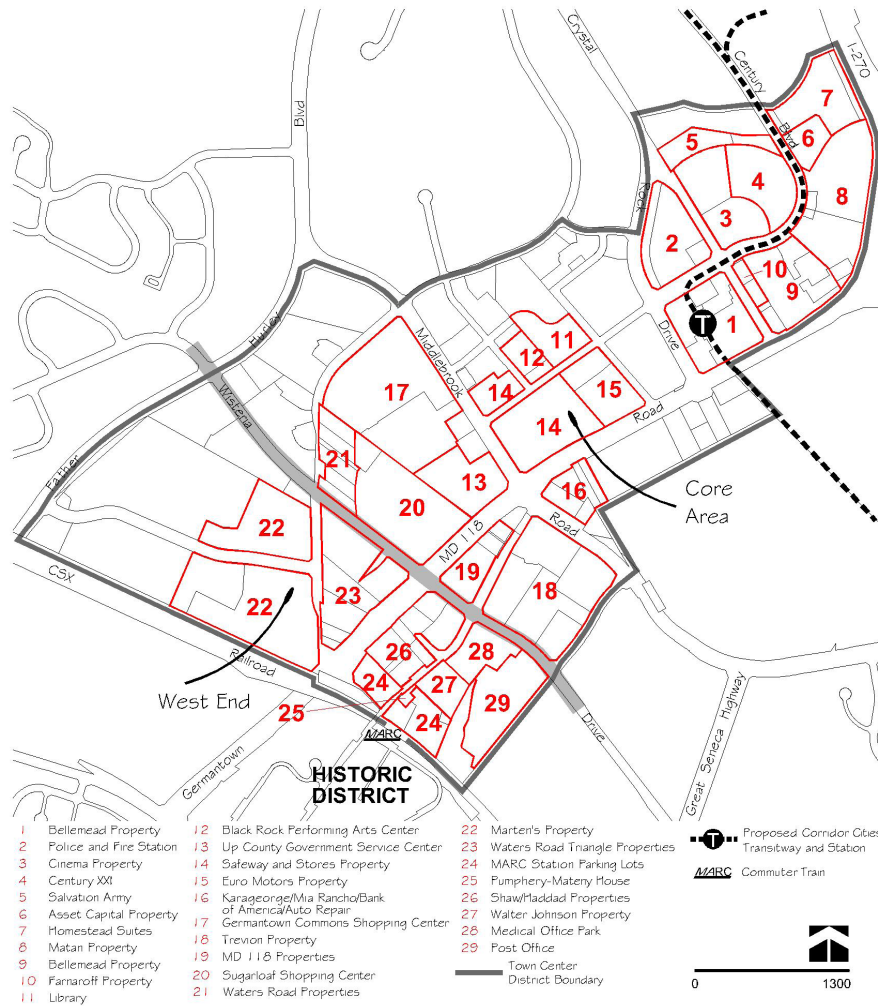 Crystal
Century
Blvd
I-270
Blvd
7
6
5
4
8
Rock
3
2
10
9
T
1
Drive
Hurley
Middlebrook
11
12
14
15
Road
17
14
Wisteria
21
13
16
Core
Area
Father
20
MD 118
Road
22
19
18
CSX
23
22
26
28
Railroad
24
27
29
West End
25
24
MARC
Drive
Great Seneca Highway
Germantown
HISTORIC
DISTRICT
1 Bellemead Property
2 Police and Fire Station
3 Cinema Property
4 Century XXI
5 Salvation Army
6 Asset Capital Property
7 Homestead Suites
8 Matan Property
9 Bellemead Property
10 Farnaroff Property
11 Library
12 Black Rock Performing Arts Center
13 Up County Government Service Center
14 Safeway and Stores Property
15 Euro Motors Property
16 Karageorge/Mia Rancho/Bank
of America/Auto Repair
17 Germantown Commons Shopping Center
18 Trevion Property
19 MD 118 Properties
20 Sugarloaf Shopping Center
21 Waters Road Properties
22 Marten's Property
23 Waters Road Triangle Properties
24 MARC Station Parking Lots
25 Pumphery-Mateny House
26 Shaw/Haddad Properties
27 Walter Johnson Property
28 Medical Office Park
29 Post Office
Town Center
District Boundary
T Proposed Corridor Cities
Transitway and Station
MARC Commuter Train
0 1300